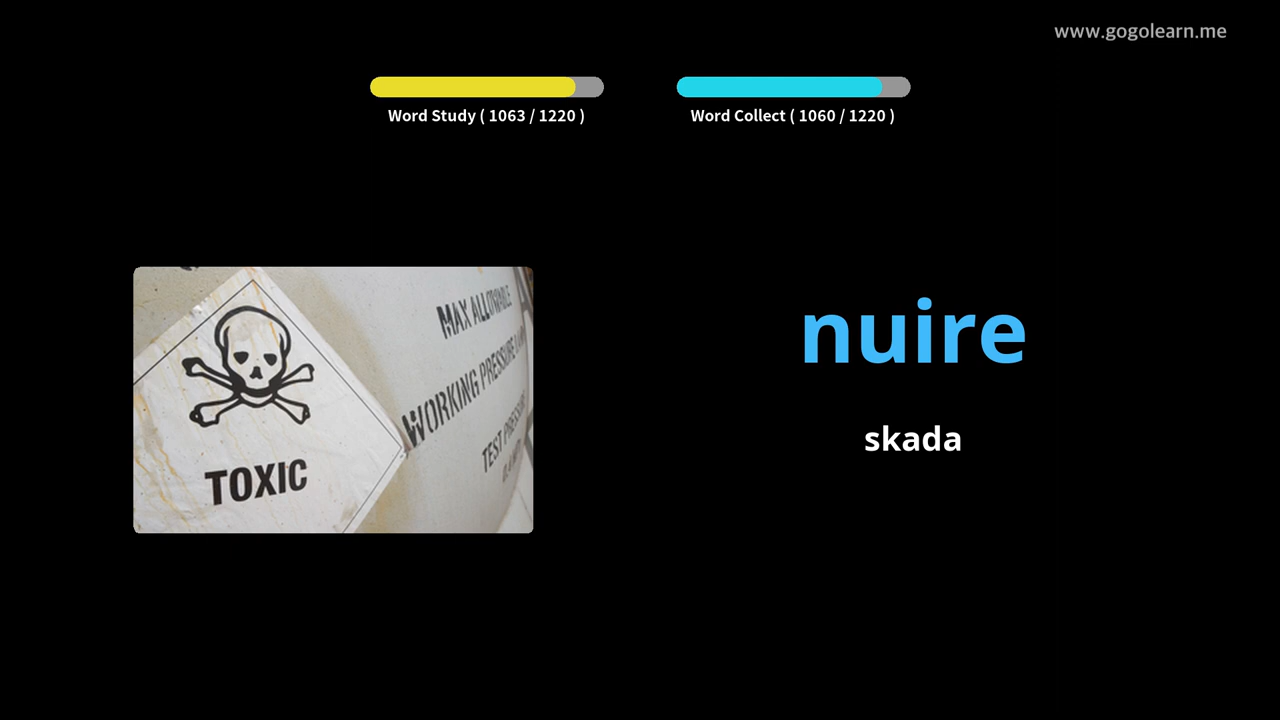 www.gogolearn.me
Word Study ( 1063 / 1220 )
Word Collect ( 1060 / 1220 )
MAX ALLOWABLE
WORKING PRESSURE
TEST PRESSURE
TOXIC
nuire
skada